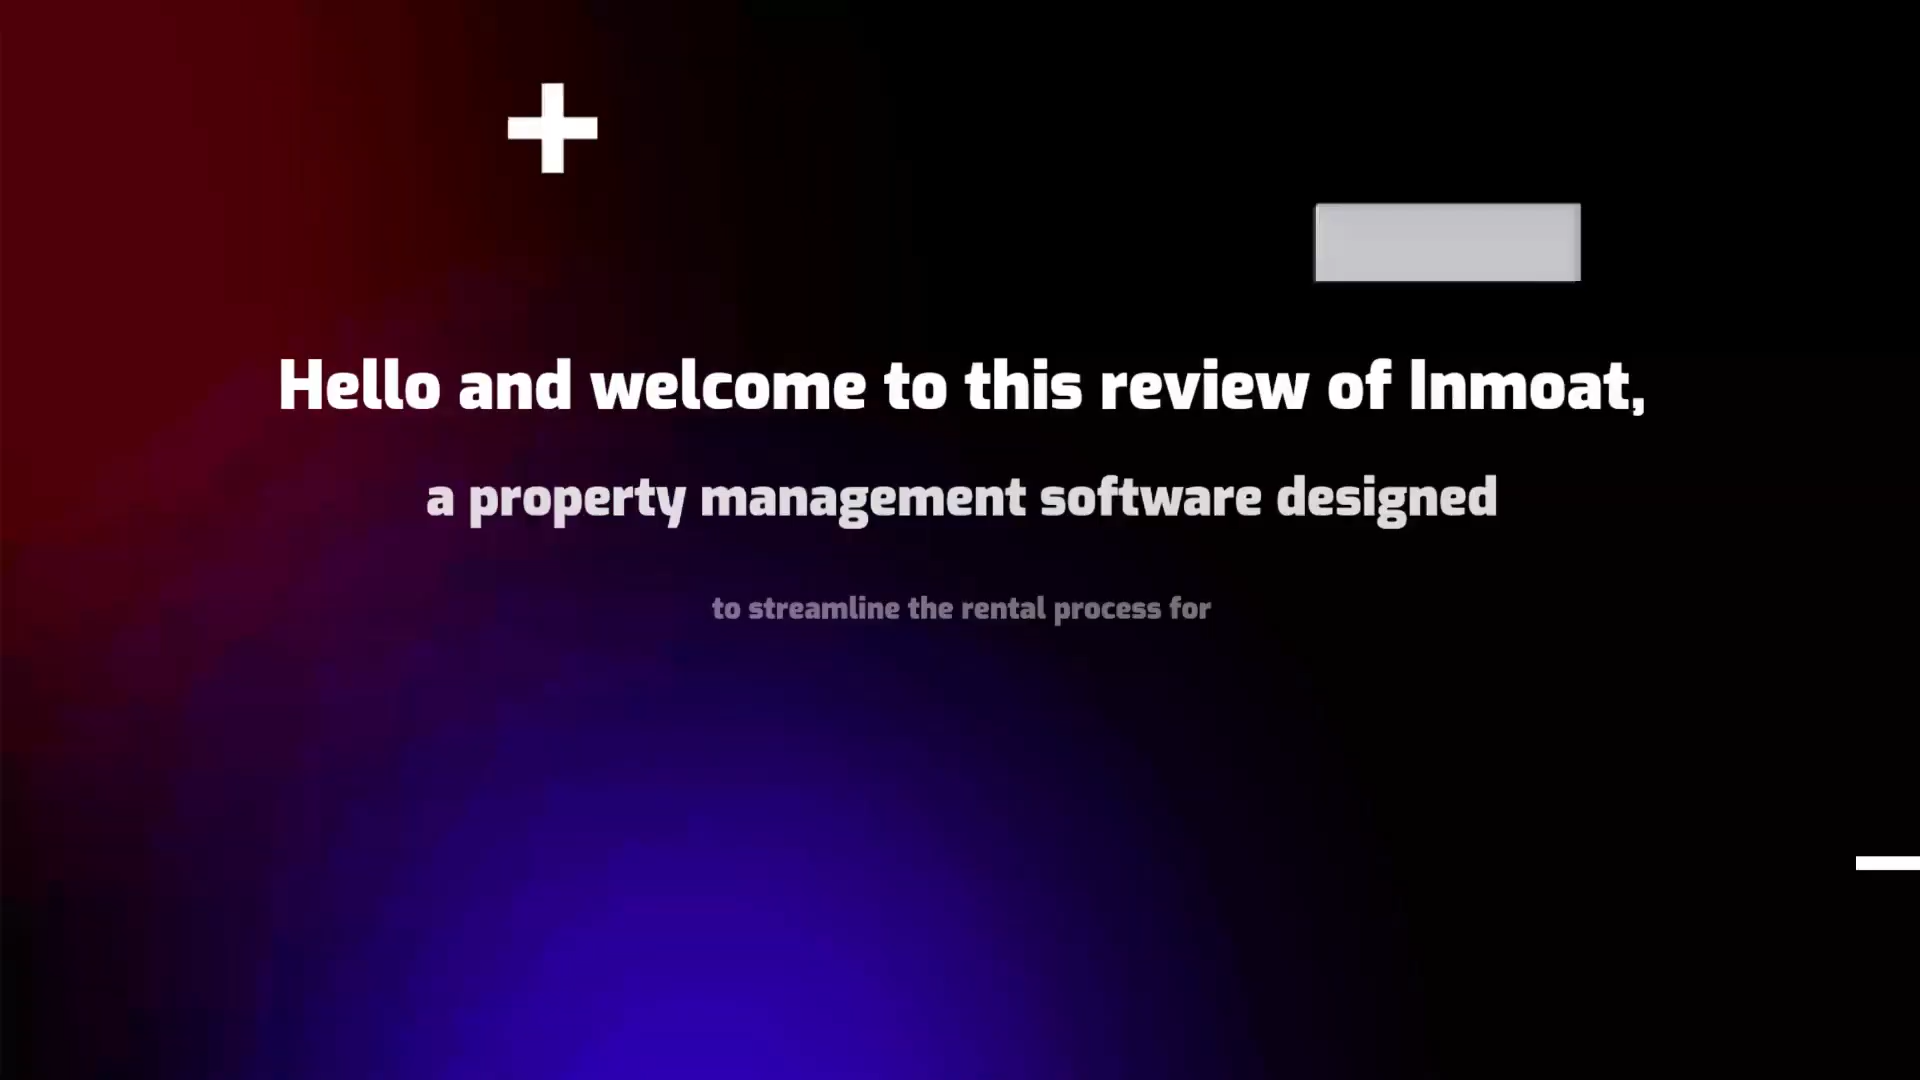 Hello and welcome to this review of Inmoat,
a property management software designed
to streamline the rental process for